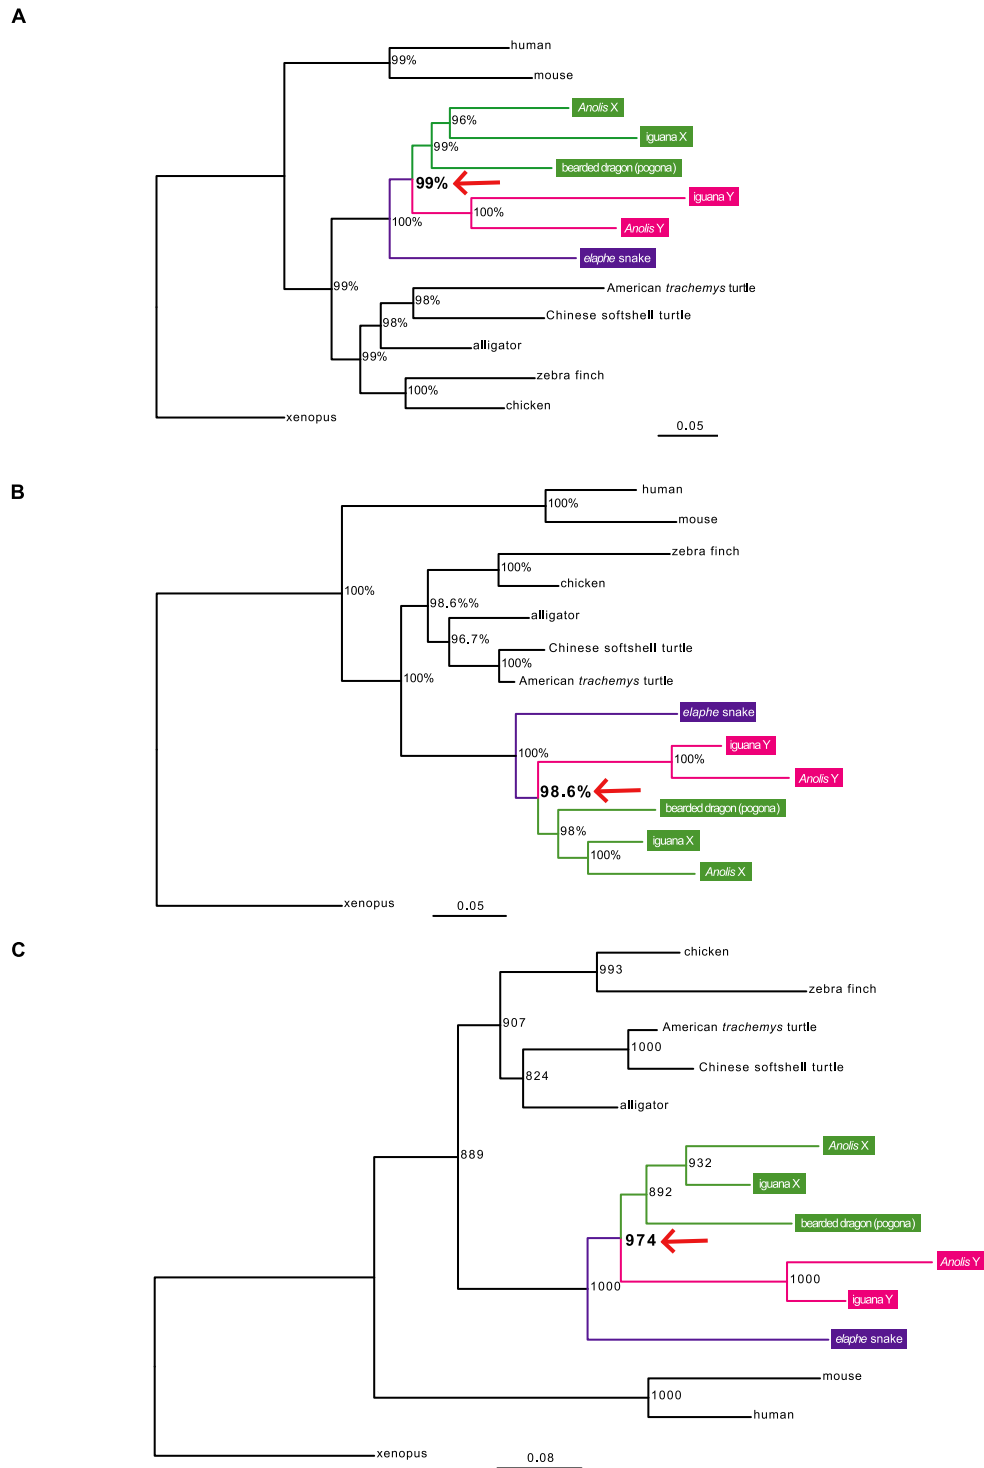 A
human
99%
mouse
Anolis X
96%
iguana X
99%
bearded dragon (pogona)
99%
iguana Y
100%
100%
Anolis Y
elaphe snake
99%
American trachemys turtle
98%
Chinese softshell turtle
98%
alligator
99%
zebra finch
100%
chicken
xenopus
0.05
B
human
100%
mouse
zebra finch
100%
chicken
100%
98.6%%
alligator
96.7%
Chinese softshell turtle
100%
100%
American trachemys turtle
elaphe snake
iguana Y
100%
100%
Anolis Y
98.6%
bearded dragon (pogona)
98%
iguana X
100%
Anolis X
xenopus
0.05
C
chicken
993
zebra finch
907
American trachemys turtle
1000
Chinese softshell turtle
824
alligator
Anolis X
889
932
iguana X
892
bearded dragon (pogona)
974
Anolis Y
1000
1000
iguana Y
elaphe snake
mouse
1000
human
xenopus
0.08